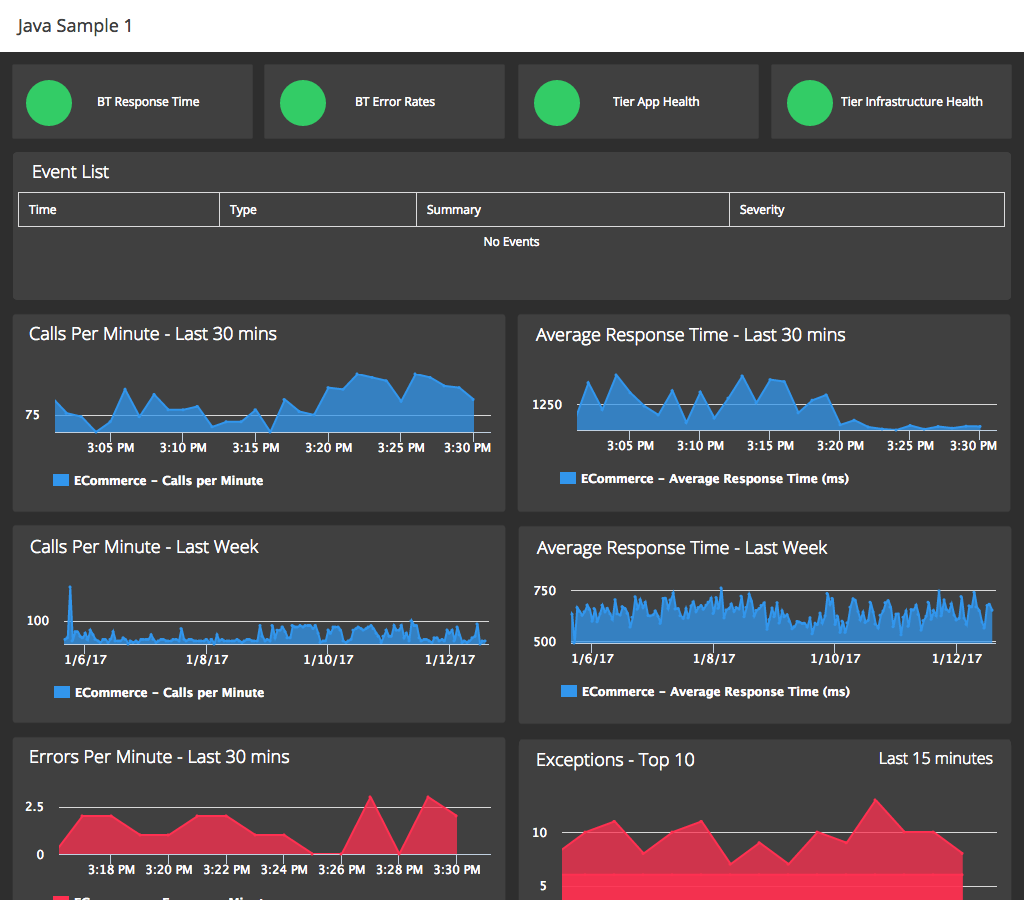 Java Sample 1
BT Response Time
BT Error Rates
Tier App Health
Tier Infrastructure Health
Event List
Time Type Summary Severity
No Events
Calls Per Minute - Last 30 mins
75
3:05 PM 3:10 PM 3:15 PM 3:20 PM 3:25 PM 3:30 PM
ECommerce – Calls per Minute
Average Response Time - Last 30 mins
1250
3:05 PM 3:10 PM 3:15 PM 3:20 PM 3:25 PM 3:30 PM
ECommerce – Average Response Time (ms)
Calls Per Minute - Last Week
100
1/6/17 1/8/17 1/10/17 1/12/17
ECommerce – Calls per Minute
Average Response Time - Last Week
750
500
1/6/17 1/8/17 1/10/17 1/12/17
ECommerce – Average Response Time (ms)
Errors Per Minute - Last 30 mins
2.5
0
3:18 PM 3:20 PM 3:22 PM 3:24 PM 3:26 PM 3:28 PM 3:30 PM
Exceptions - Top 10
Last 15 minutes
10
5